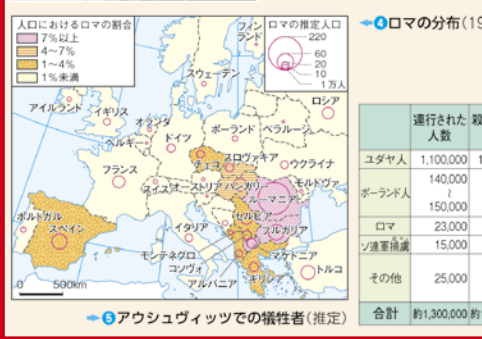 人口におけるロマの割合
7%以上
4~7%
1~4%
1%未満
ロマの推定人口
220
60
20
10
1万人
フィン
ランド
スウェーデン
ロシア
アイルランド
イギリス
オランダ
ベルギー
ドイツ
ポーランド
ベラルーシ
チェコ
スロヴァキア
ウクライナ
フランス
スイス
オーストリア
ハンガリー
モルドヴァ
ルーマニア
ポルトガル
スペイン
イタリア
セルビア
ブルガリア
モンテネグロ
コソヴォ
マケドニア
アルバニア
ギリシア
トルコ
0 500km
❹ロマの分布(19
連行された
人数
ユダヤ人 1,100,000 1
ポーランド人 140,000
~
150,000
ロマ 23,000
ソ連軍捕虜 15,000
その他 25,000
合計 約1,300,000 約1
❺アウシュヴィッツでの犠牲者(推定)